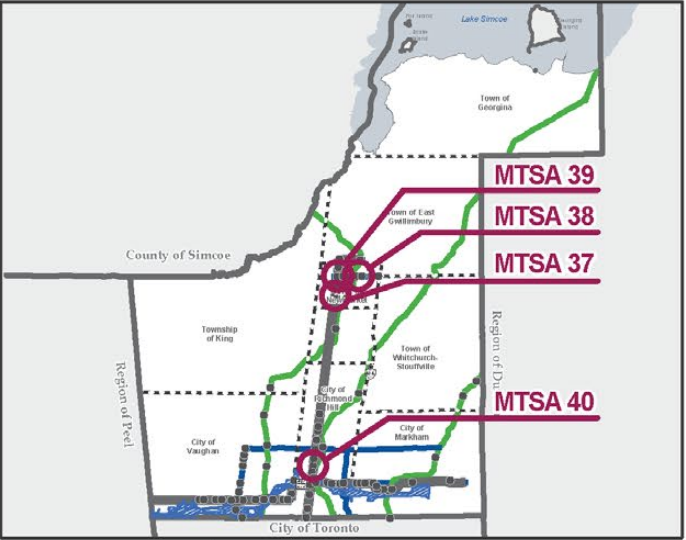 Lake Simcoe
Island
Town of
Georgina
MTSA 39
MTSA 38
Town of East
Gwillimbury
County of Simcoe
MTSA 37
Township
of King
Town of
Whitchurch-
Stouffville
Region of Du
Region of Peel
City of
Richmond
Hill
MTSA 40
City of
Markham
City of
Vaughan
City of Toronto